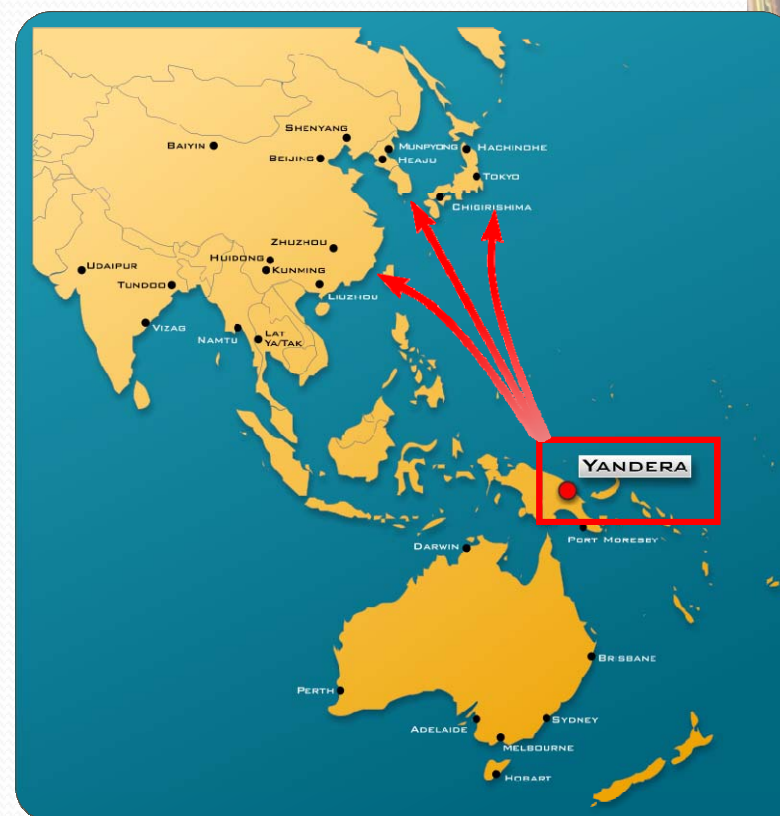 SHENYANG
BAIYIN
MUNPYONG
HACHINOHE
BEIJING
HEAJU
TOKYO
CHIGIRISHIMA
ZHUZHOU
HUIDONG
UDAIPUR
KUNMING
TUNDOO
LIUZHOU
VIZAG
NAMTU
LAT
YA/TAK
YANDERA
PORT MORESBY
DARWIN
BRISBANE
PERTH
SYDNEY
ADELAIDE
MELBOURNE
HOBART